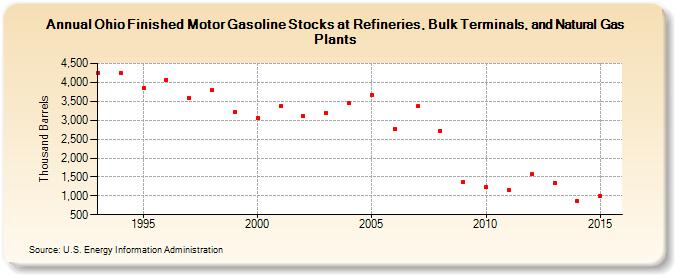 Annual Ohio Finished Motor Gasoline Stocks at Refineries, Bulk Terminals, and Natural Gas
Plants
Thousand Barrels
4,500
4,000
3,500
3,000
2,500
2,000
1,500
1,000
500
1995 2000 2005 2010 2015
Source: U.S. Energy Information Administration